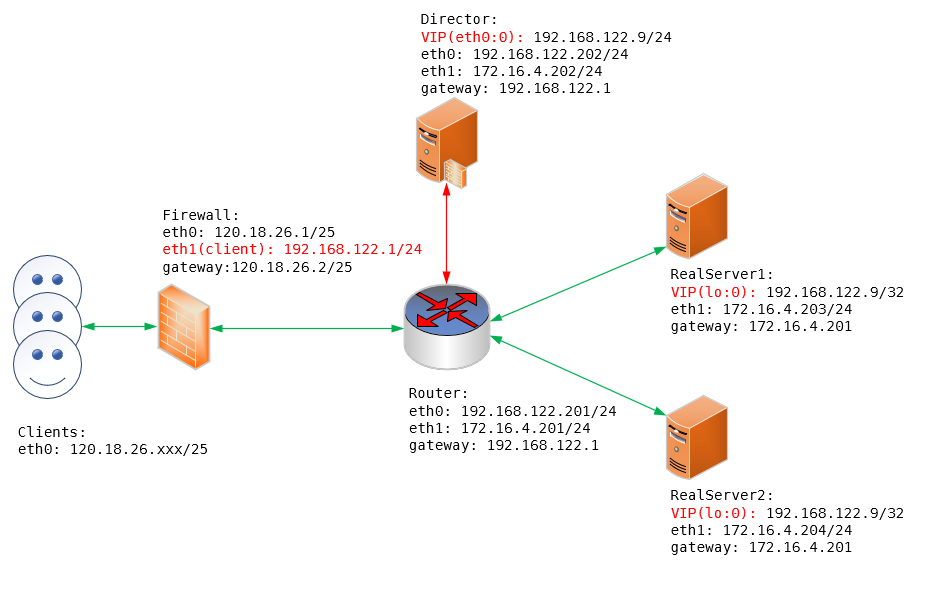 Director:
VIP(eth0:0): 192.168.122.9/24
eth0: 192.168.122.202/24
eth1: 172.16.4.202/24
gateway: 192.168.122.1
Firewall:
eth0: 120.18.26.1/25
eth1(client): 192.168.122.1/24
gateway:120.18.26.2/25
RealServer1:
VIP(lo:0): 192.168.122.9/32
eth1: 172.16.4.203/24
gateway: 172.16.4.201
Router:
eth0: 192.168.122.201/24
eth1: 172.16.4.201/24
gateway: 192.168.122.1
Clients:
eth0: 120.18.26.xxx/25
RealServer2:
VIP(lo:0): 192.168.122.9/32
eth1: 172.16.4.204/24
gateway: 172.16.4.201